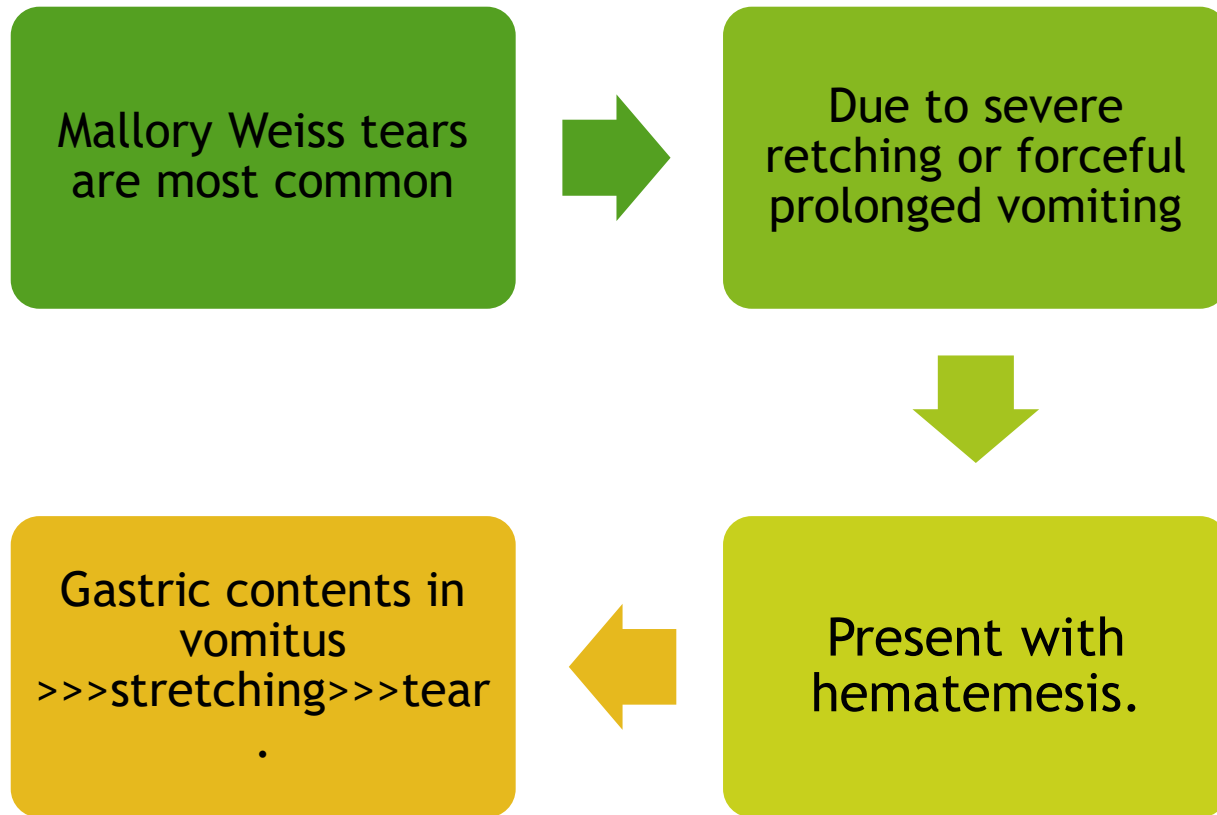 Mallory Weiss tears
are most common
Due to severe
retching or forceful
prolonged vomiting
Present with
hematemesis.
Gastric contents in
vomitus
>>>stretching>>>tear
.